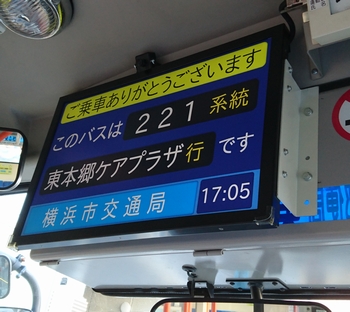 ご乗車ありがとうございます
このバスは 221 系統
東本郷ケアプラザ行 です
横浜市交通局 17:05